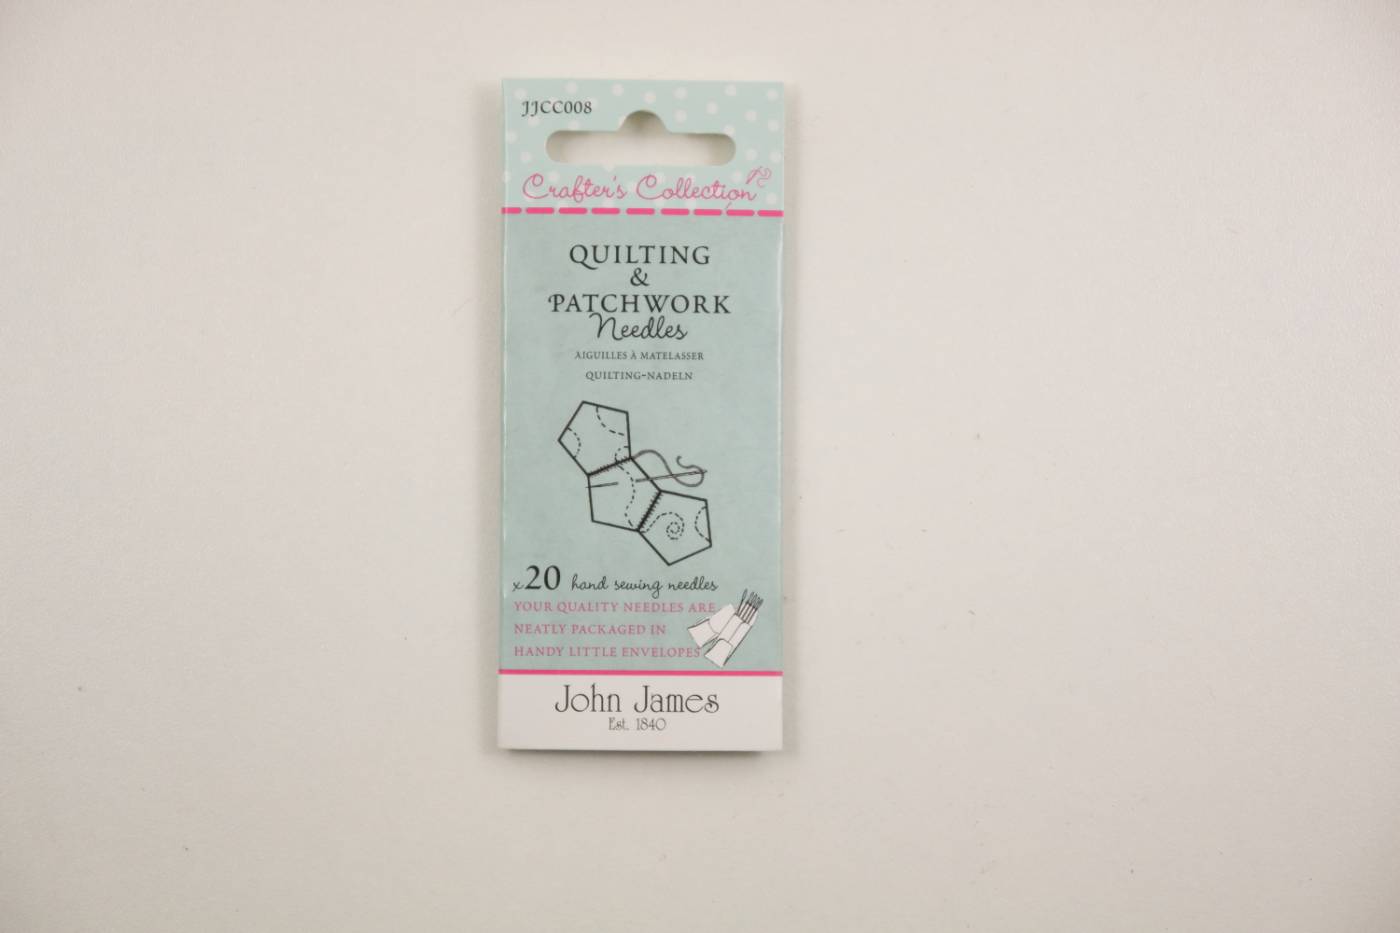 JJCC008
Crafter's Collection
QUILTING
&
PATCHWORK
Needles
AIGUILLES À MATELASSER
QUILTING-NADELN
x20 hand sewing needles
YOUR QUALITY NEEDLES ARE
NEATLY PACKAGED IN
HANDY LITTLE ENVELOPES
John James
Est. 1840